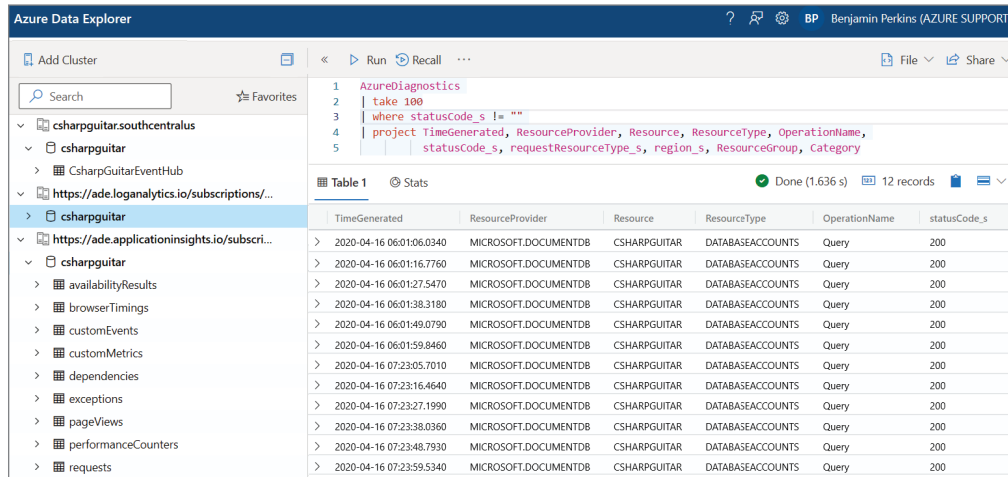 Azure Data Explorer
? BP Benjamin Perkins (AZURE SUPPORT
Add Cluster
« Run Recall ··· File Share
Search Favorites
csharpguitar.southcentralus
csharpguitar
CsharpGuitarEventHub
https://ade.loganalytics.io/subscriptions/...
csharpguitar
https://ade.applicationinsights.io/subscri...
csharpguitar
availabilityResults
browserTimings
customEvents
customMetrics
dependencies
exceptions
pageViews
performanceCounters
requests
1 AzureDiagnostics
2 | take 100
3 | where statusCode_s != ""
4 | project TimeGenerated, ResourceProvider, Resource, ResourceType, OperationName,
5 statusCode_s, requestResourceType_s, region_s, ResourceGroup, Category
Table 1 Stats Done (1.636 s) 12 records
TimeGenerated ResourceProvider Resource ResourceType OperationName statusCode_s
2020-04-16 06:01:06.0340 MICROSOFT.DOCUMENTDB CSHARPGUITAR DATABASEACCOUNTS Query 200
2020-04-16 06:01:16.7760 MICROSOFT.DOCUMENTDB CSHARPGUITAR DATABASEACCOUNTS Query 200
2020-04-16 06:01:27.5470 MICROSOFT.DOCUMENTDB CSHARPGUITAR DATABASEACCOUNTS Query 200
2020-04-16 06:01:38.3180 MICROSOFT.DOCUMENTDB CSHARPGUITAR DATABASEACCOUNTS Query 200
2020-04-16 06:01:49.0790 MICROSOFT.DOCUMENTDB CSHARPGUITAR DATABASEACCOUNTS Query 200
2020-04-16 06:01:59.8460 MICROSOFT.DOCUMENTDB CSHARPGUITAR DATABASEACCOUNTS Query 200
2020-04-16 07:23:05.7010 MICROSOFT.DOCUMENTDB CSHARPGUITAR DATABASEACCOUNTS Query 200
2020-04-16 07:23:16.4640 MICROSOFT.DOCUMENTDB CSHARPGUITAR DATABASEACCOUNTS Query 200
2020-04-16 07:23:27.1990 MICROSOFT.DOCUMENTDB CSHARPGUITAR DATABASEACCOUNTS Query 200
2020-04-16 07:23:38.0360 MICROSOFT.DOCUMENTDB CSHARPGUITAR DATABASEACCOUNTS Query 200
2020-04-16 07:23:48.7930 MICROSOFT.DOCUMENTDB CSHARPGUITAR DATABASEACCOUNTS Query 200
2020-04-16 07:23:59.5340 MICROSOFT.DOCUMENTDB CSHARPGUITAR DATABASEACCOUNTS Query 200